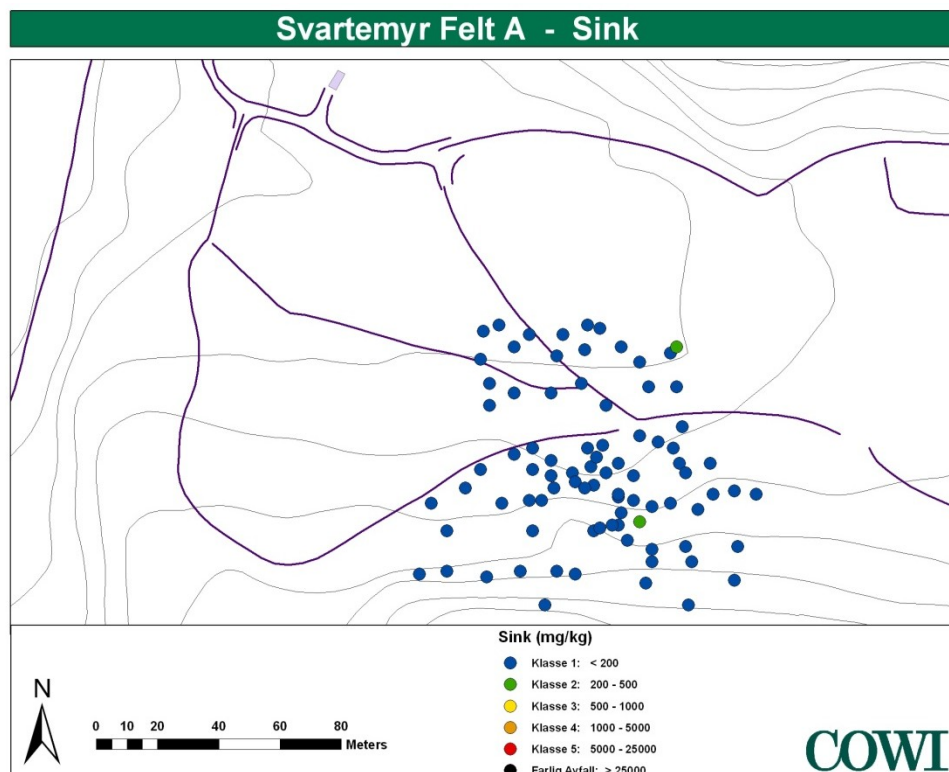 Svartemyr Felt A - Sink
Sink (mg/kg)
Klasse 1: < 200
Klasse 2: 200 - 500
Klasse 3: 500 - 1000
Klasse 4: 1000 - 5000
Klasse 5: 5000 - 25000
Farlig Avfall: > 25000
N
0 10 20 40 60 80
Meters
COWI